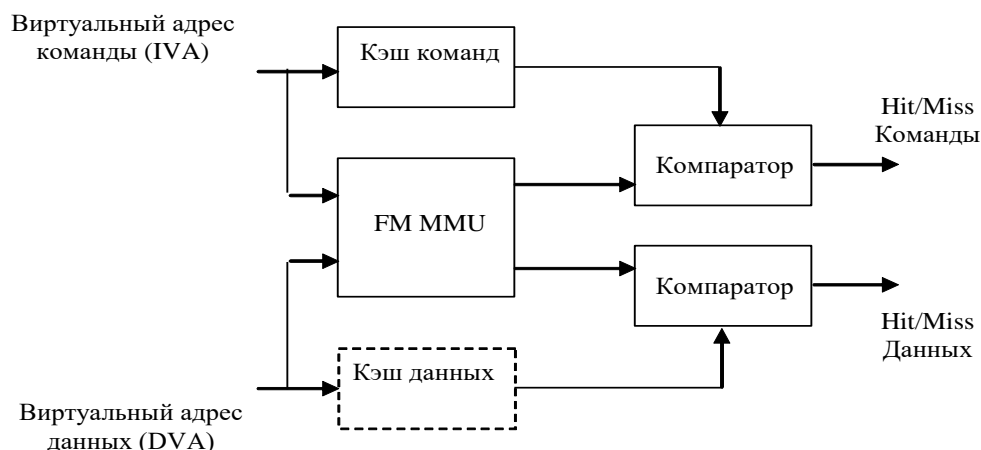 Виртуальный адрес
команды (IVA)
Кэш команд
Hit/Miss
Команды
Компаратор
FM MMU
Компаратор
Hit/Miss
Данных
Кэш данных
Виртуальный адрес
данных (DVA)